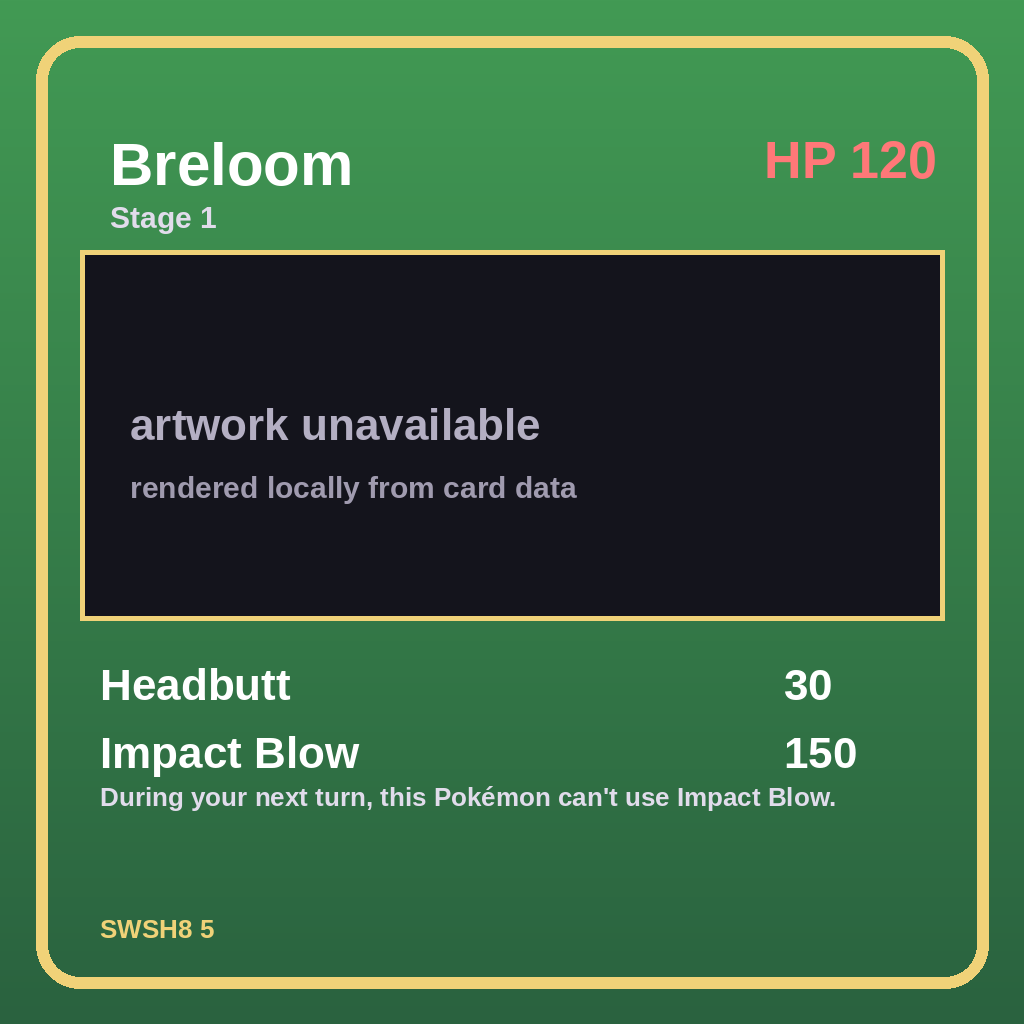 Breloom
HP 120
Stage 1
artwork unavailable
rendered locally from card data
Headbutt 30
Impact Blow 150
During your next turn, this Pokémon can't use Impact Blow.
SWSH8 5